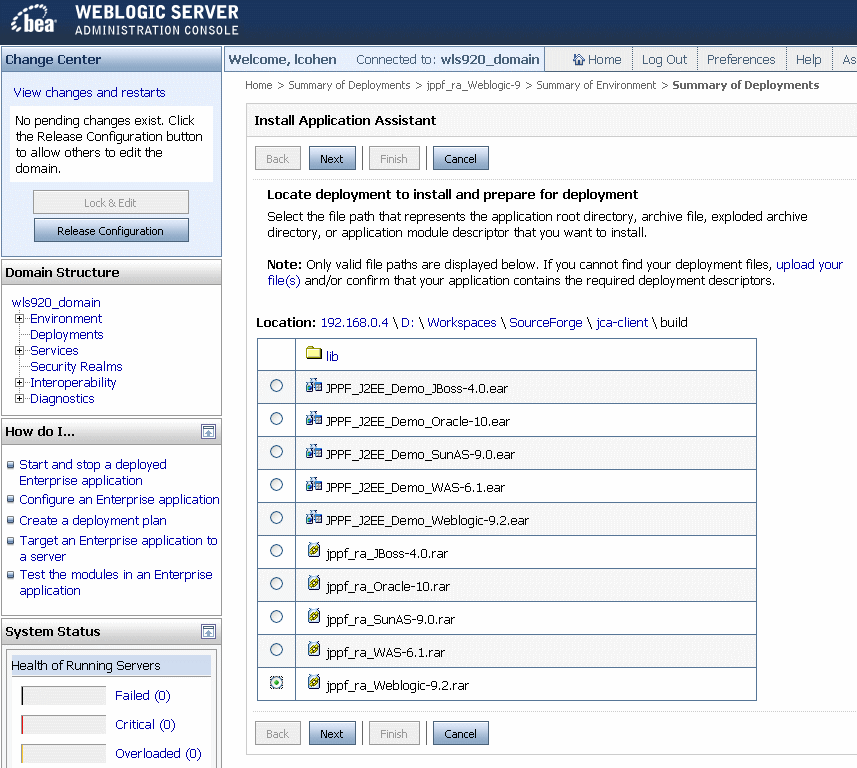 bea WEBLOGIC SERVER
ADMINISTRATION CONSOLE
Change Center
View changes and restarts
No pending changes exist. Click
the Release Configuration button
to allow others to edit the
domain.
Lock & Edit
Release Configuration
Domain Structure
wls920_domain
Environment
Deployments
Services
Security Realms
Interoperability
Diagnostics
How do I...
Start and stop a deployed
Enterprise application
Configure an Enterprise application
Create a deployment plan
Target an Enterprise application to
a server
Test the modules in an Enterprise
application
System Status
Health of Running Servers
Failed (0)
Critical (0)
Overloaded (0)
Welcome, lcohen Connected to: wls920_domain Home Log Out Preferences Help As
Home > Summary of Deployments > jppf_ra_Weblogic-9 > Summary of Environment > Summary of Deployments
Install Application Assistant
Back Next Finish Cancel
Locate deployment to install and prepare for deployment
Select the file path that represents the application root directory, archive file, exploded archive
directory, or application module descriptor that you want to install.
Note: Only valid file paths are displayed below. If you cannot find your deployment files, upload your
file(s) and/or confirm that your application contains the required deployment descriptors.
Location: 192.168.0.4 \ D: \ Workspaces \ SourceForge \ jca-client \ build
lib
JPPF_J2EE_Demo_JBoss-4.0.ear
JPPF_J2EE_Demo_Oracle-10.ear
JPPF_J2EE_Demo_SunAS-9.0.ear
JPPF_J2EE_Demo_WAS-6.1.ear
JPPF_J2EE_Demo_Weblogic-9.2.ear
jppf_ra_JBoss-4.0.rar
jppf_ra_Oracle-10.rar
jppf_ra_SunAS-9.0.rar
jppf_ra_WAS-6.1.rar
jppf_ra_Weblogic-9.2.rar
Back Next Finish Cancel